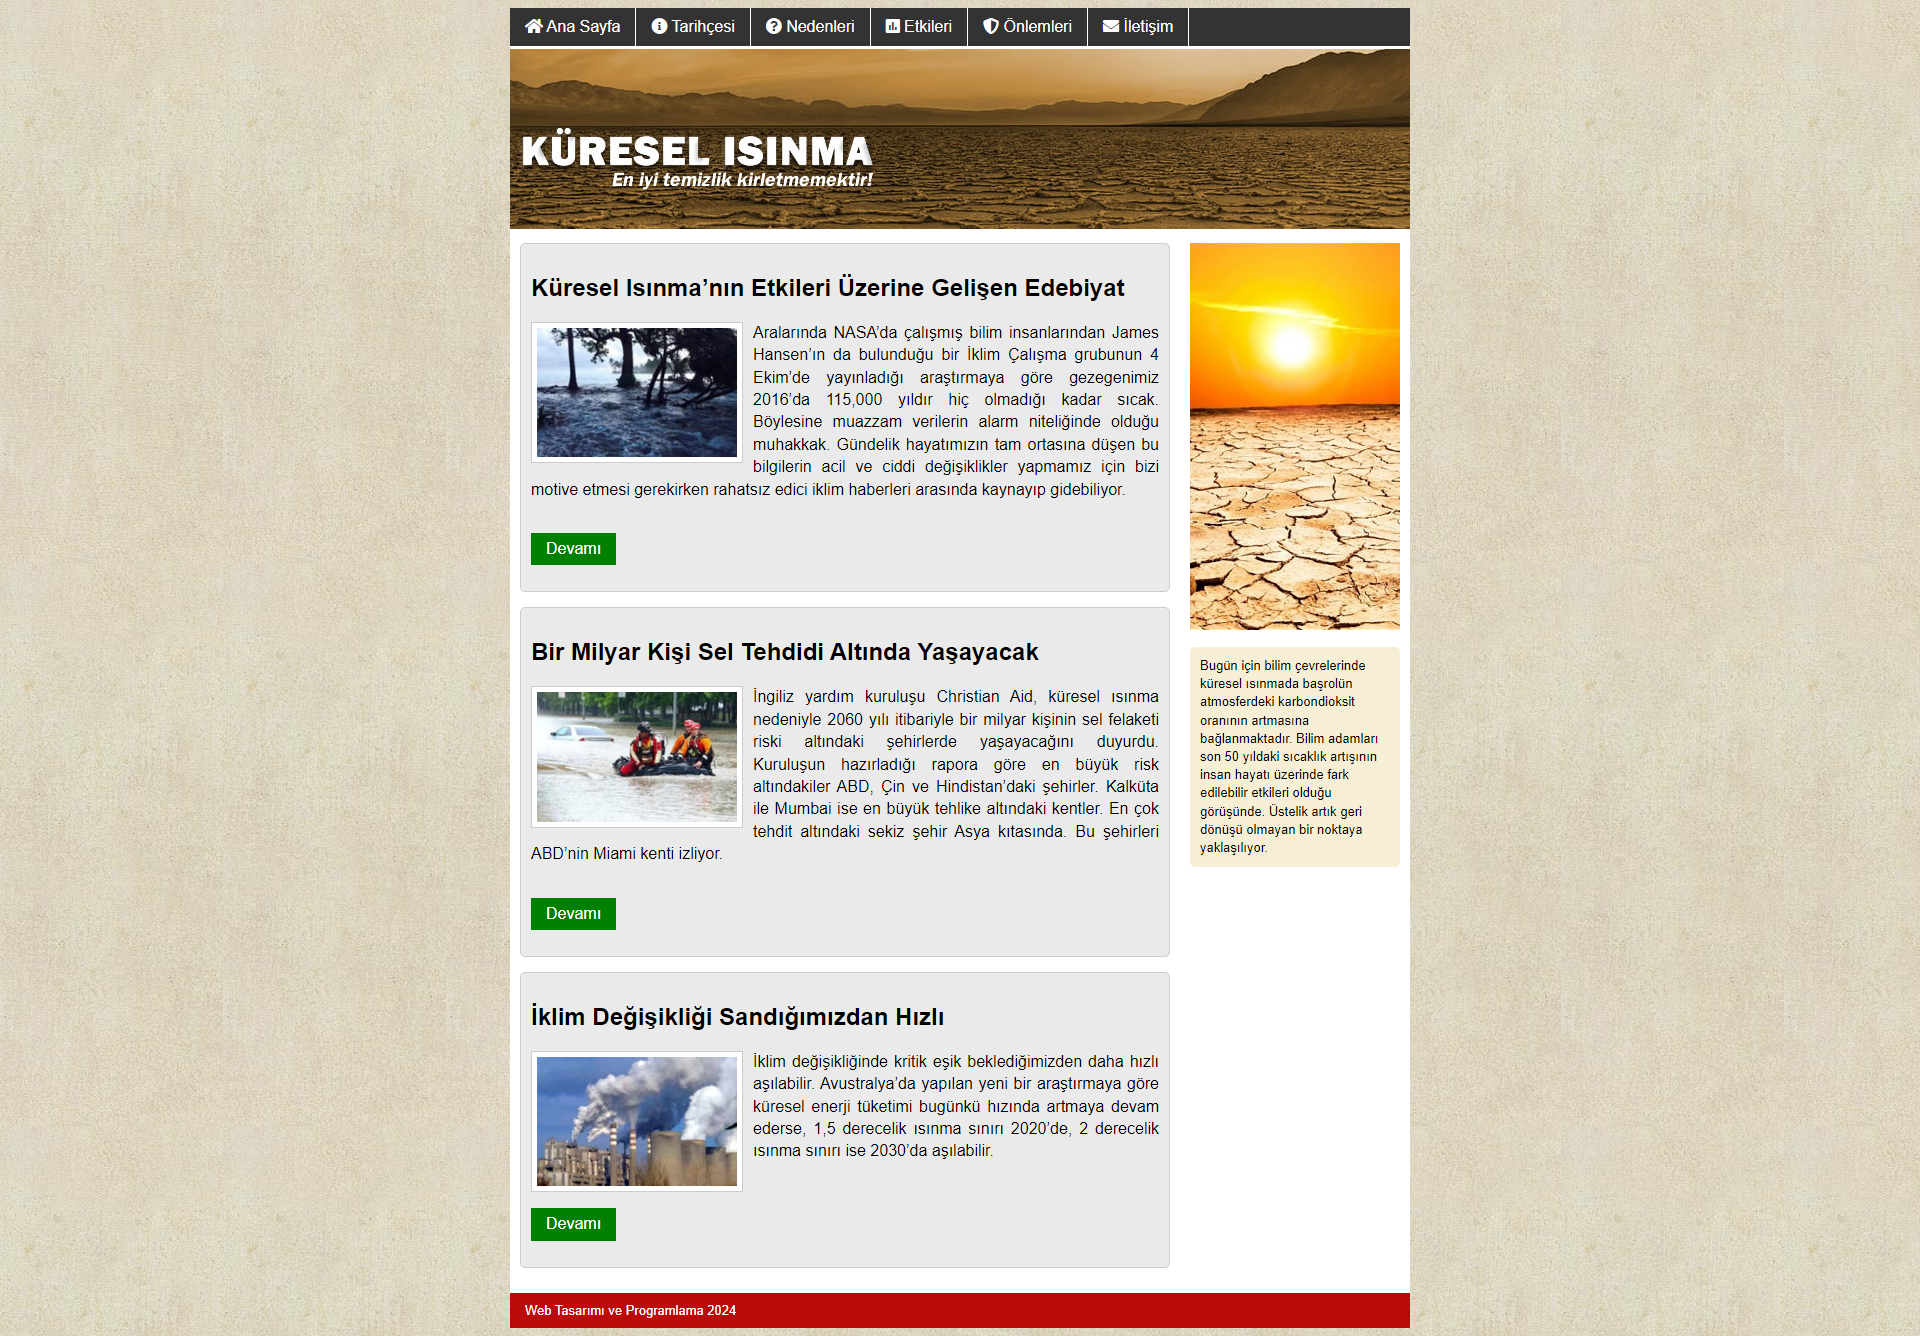 Ana Sayfa
Tarihçesi
Nedenleri
Etkileri
Önlemleri
İletişim
KÜRESEL ISINMA
En iyi temizlik kirletmemektir!
Küresel Isınma’nın Etkileri Üzerine Gelişen Edebiyat
Aralarında NASA’da çalışmış bilim insanlarından James
Hansen’ın da bulunduğu bir İklim Çalışma grubunun 4
Ekim’de yayınladığı araştırmaya göre gezegenimiz
2016’da 115,000 yıldır hiç olmadığı kadar sıcak.
Böylesine muazzam verilerin alarm niteliğinde olduğu
muhakkak. Gündelik hayatımızın tam ortasına düşen bu
bilgilerin acil ve ciddi değişiklikler yapmamız için bizi
motive etmesi gerekirken rahatsız edici iklim haberleri arasında kaynayıp gidebiliyor.
Devamı
Bir Milyar Kişi Sel Tehdidi Altında Yaşayacak
İngiliz yardım kuruluşu Christian Aid, küresel ısınma
nedeniyle 2060 yılı itibariyle bir milyar kişinin sel felaketi
riski altındaki şehirlerde yaşayacağını duyurdu.
Kuruluşun hazırladığı rapora göre en büyük risk
altındakiler ABD, Çin ve Hindistan’daki şehirler. Kalküta
ile Mumbai ise en büyük tehlike altındaki kentler. En çok
tehdit altındaki sekiz şehir Asya kıtasında. Bu şehirleri
ABD’nin Miami kenti izliyor.
Devamı
İklim Değişikliği Sandığımızdan Hızlı
İklim değişikliğinde kritik eşik beklediğimizden daha hızlı
aşılabilir. Avustralya’da yapılan yeni bir araştırmaya göre
küresel enerji tüketimi bugünkü hızında artmaya devam
ederse, 1,5 derecelik ısınma sınırı 2020’de, 2 derecelik
ısınma sınırı ise 2030’da aşılabilir.
Devamı
Bugün için bilim çevrelerinde
küresel ısınmada başrolün
atmosferdeki karbondioksit
oranının artmasına
bağlanmaktadır. Bilim adamları
son 50 yıldaki sıcaklık artışının
insan hayatı üzerinde fark
edilebilir etkileri olduğu
görüşünde. Üstelik artık geri
dönüşü olmayan bir noktaya
yaklaşılıyor.
Web Tasarımı ve Programlama 2024